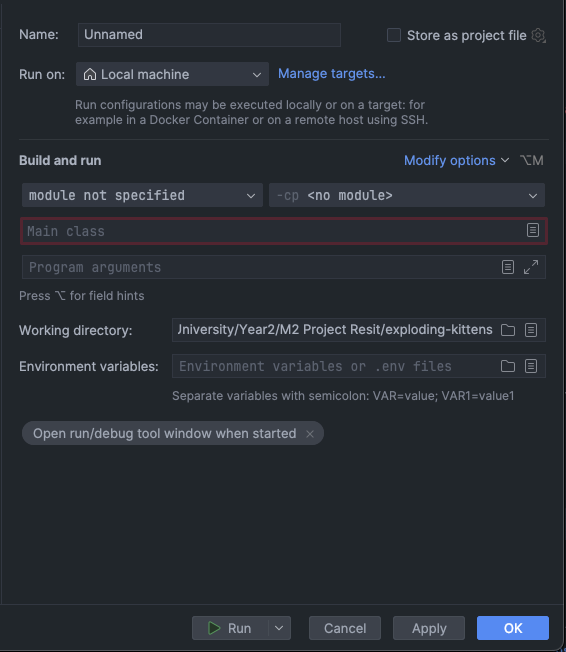 Name: Unnamed Store as project file
Run on: Local machine Manage targets...
Run configurations may be executed locally or on a target: for
example in a Docker Container or on a remote host using SSH.
Build and run Modify options ⌥M
module not specified -cp <no module>
Main class
Program arguments
Press ⌥ for field hints
Working directory: University/Year2/M2 Project Resit/exploding-kittens
Environment variables: Environment variables or .env files
Separate variables with semicolon: VAR=value; VAR1=value1
Open run/debug tool window when started ×
Run Cancel Apply OK